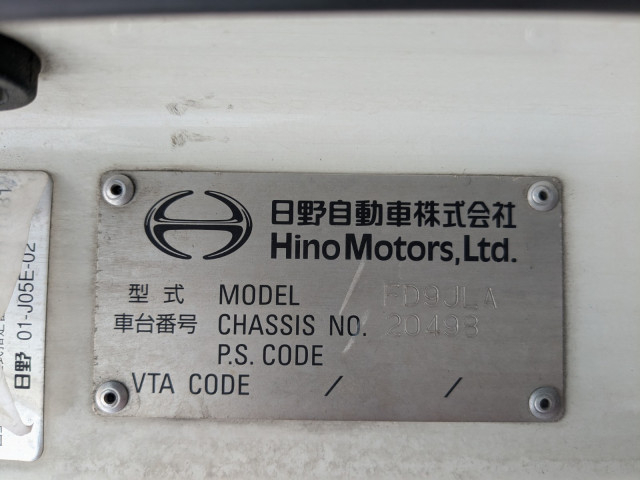 日野自動車株式会社
Hino Motors, Ltd.
型式 MODEL FD9JLA
車台番号 CHASSIS NO. 20493
P.S. CODE
VTA CODE / /
日野 01-J05E-02